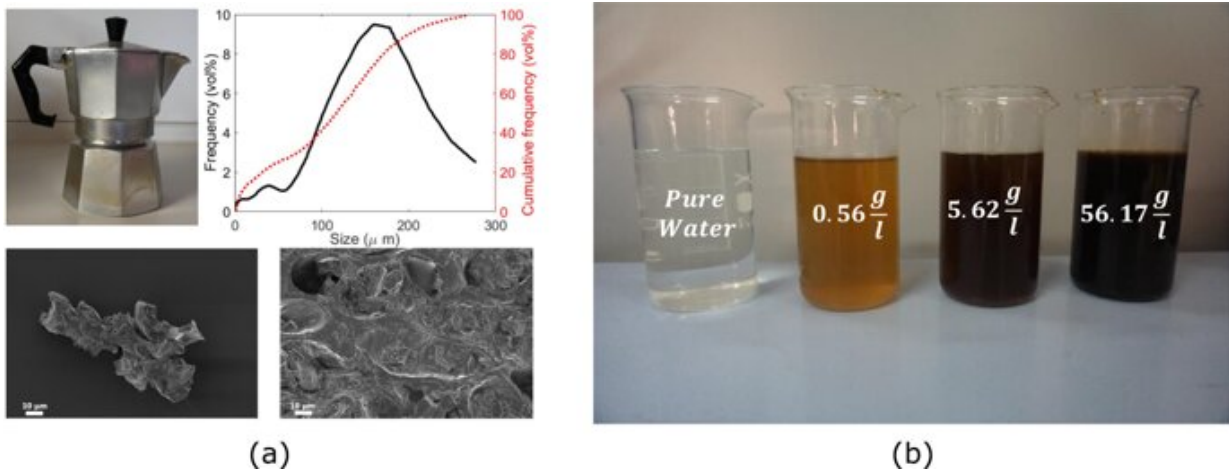 Frequency (vol%)
10
8
6
4
2
0
0
100
200
300
Size (μ m)
100
80
60
40
20
0
Cumulative frequency (vol%)
10 μm
10 μm
(a)
Pure
Water
0.56 g/l
5.62 g/l
56.17 g/l
(b)